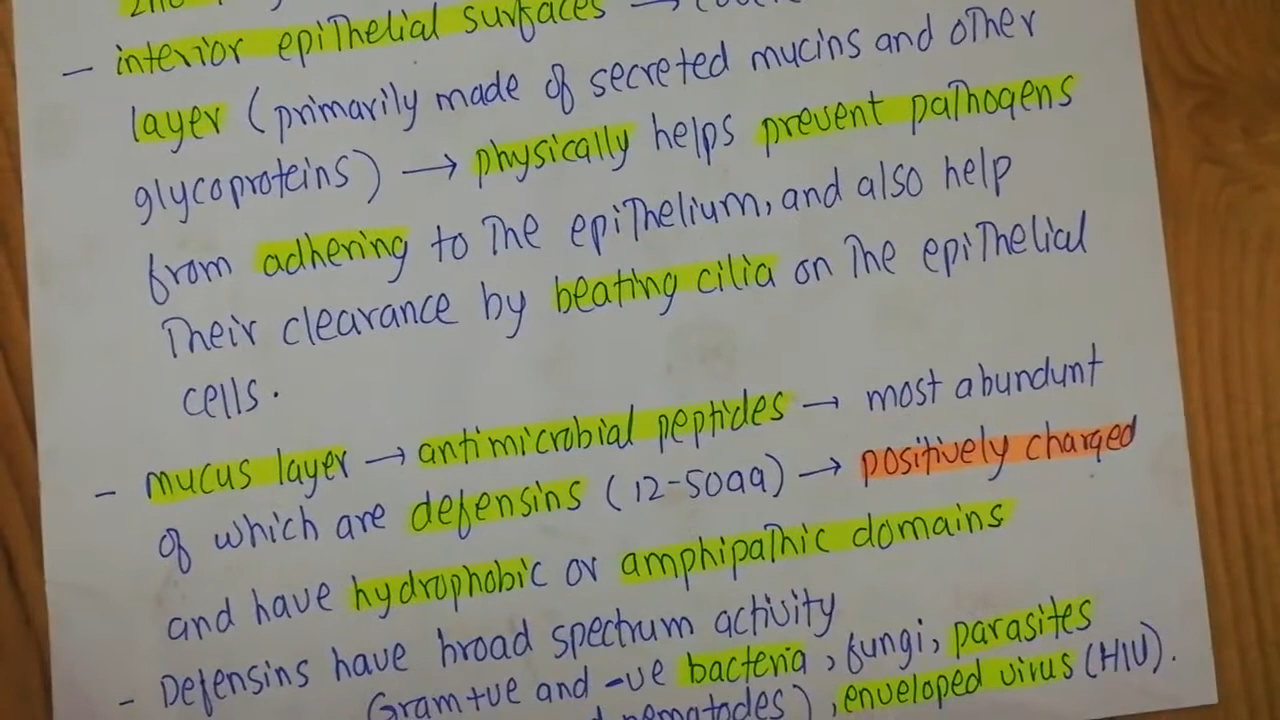 – interior epithelial surfaces →
layer (primarily made of secreted mucins and other
glycoproteins) → physically helps prevent pathogens
from adhering to the epithelium, and also help
their clearance by beating cilia on the epithelial
cells.
– mucus layer → antimicrobial peptides → most abundunt
of which are defensins (12-50aa) → positively charged
and have hydrophobic or amphipathic domains
– Defensins have broad spectrum activity
Gram +ve and -ve bacteria, fungi, parasites
nematodes), enveloped virus (HIV).